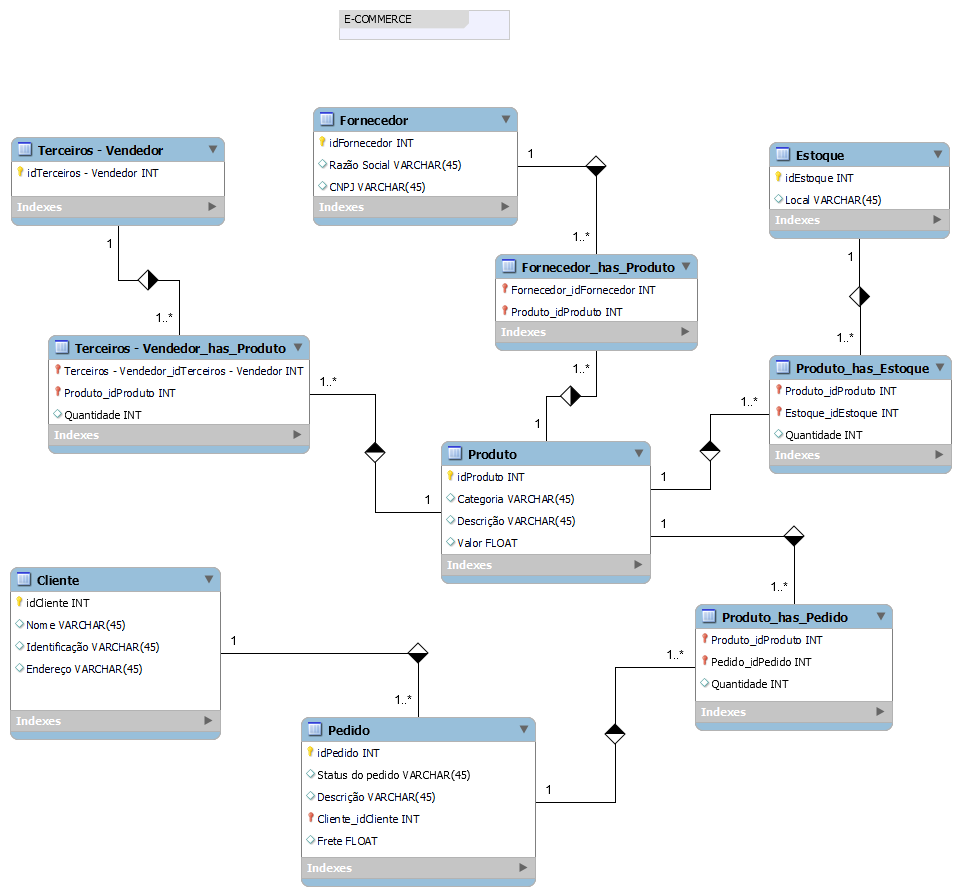 E-COMMERCE
Fornecedor
idFornecedor INT
Razão Social VARCHAR(45)
CNPJ VARCHAR(45)
Indexes
Terceiros - Vendedor
idTerceiros - Vendedor INT
Indexes
Estoque
idEstoque INT
Local VARCHAR(45)
Indexes
1
1..*
1
1..*
1
1..*
Fornecedor_has_Produto
Fornecedor_idFornecedor INT
Produto_idProduto INT
Indexes
Terceiros - Vendedor_has_Produto
Terceiros - Vendedor_idTerceiros - Vendedor INT
Produto_idProduto INT
Quantidade INT
Indexes
Produto_has_Estoque
Produto_idProduto INT
Estoque_idEstoque INT
Quantidade INT
Indexes
1..*
1
1..*
1
1..*
1
Produto
idProduto INT
Categoria VARCHAR(45)
Descrição VARCHAR(45)
Valor FLOAT
Indexes
1
1..*
Cliente
idCliente INT
Nome VARCHAR(45)
Identificação VARCHAR(45)
Endereço VARCHAR(45)
Indexes
1
1..*
Produto_has_Pedido
Produto_idProduto INT
Pedido_idPedido INT
Quantidade INT
Indexes
1..*
1
Pedido
idPedido INT
Status do pedido VARCHAR(45)
Descrição VARCHAR(45)
Cliente_idCliente INT
Frete FLOAT
Indexes